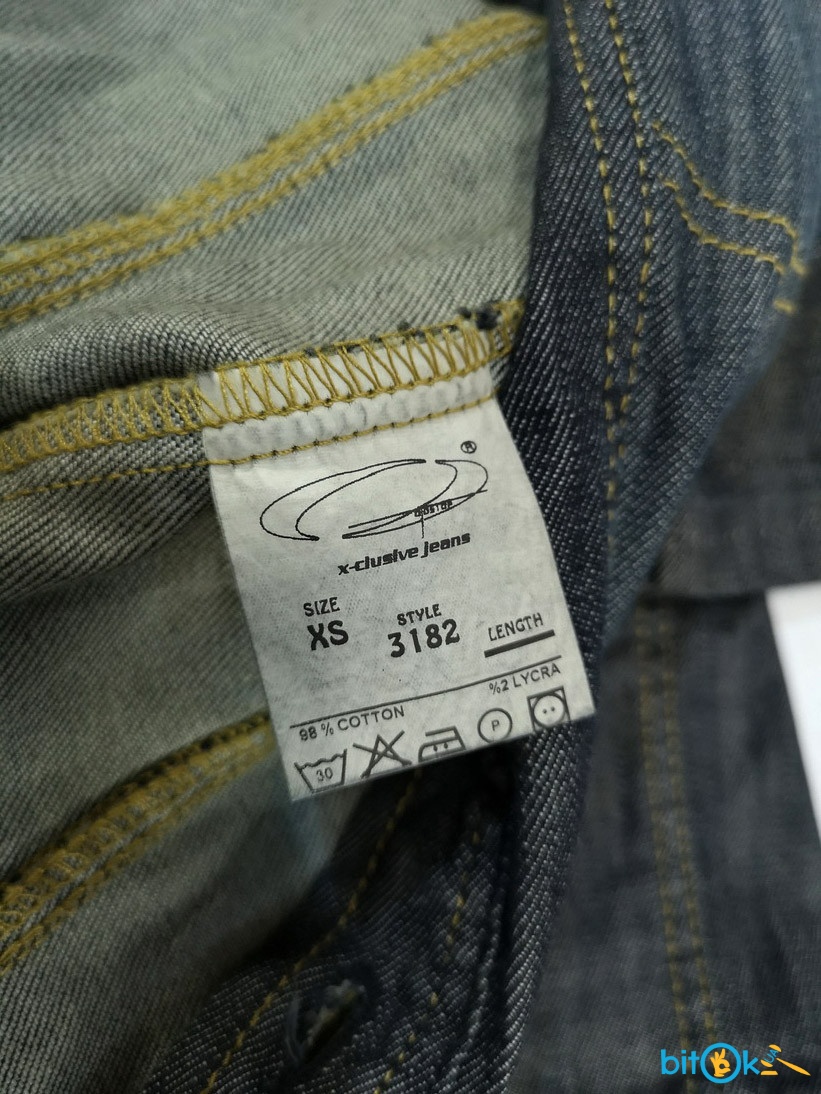 ®
x-clusive jeans
SIZE STYLE LENGTH
XS 3182
98 % COTTON %2 LYCRA
30 P
bitOk